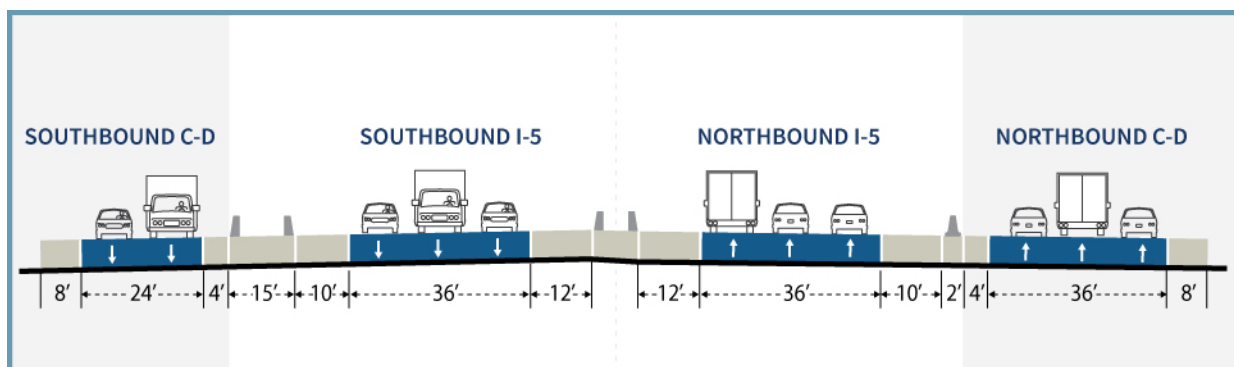 SOUTHBOUND C-D
SOUTHBOUND I-5
NORTHBOUND I-5
NORTHBOUND C-D
8′ 24′ 4′ 15′ 10′ 36′ 12′ 12′ 36′ 10′ 2′ 4′ 36′ 8′